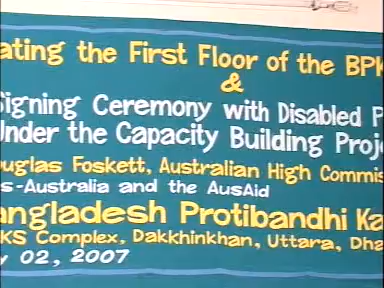 ating the First Floor of the BPK
&
Signing Ceremony with Disabled P
Under the Capacity Building Proje
ouglas Foskett, Australian High Commis
s-Australia and the AusAid
angladesh Protibandhi Ka
KS Complex, Dakkhinkhan, Uttara, Dha
y 02, 2007